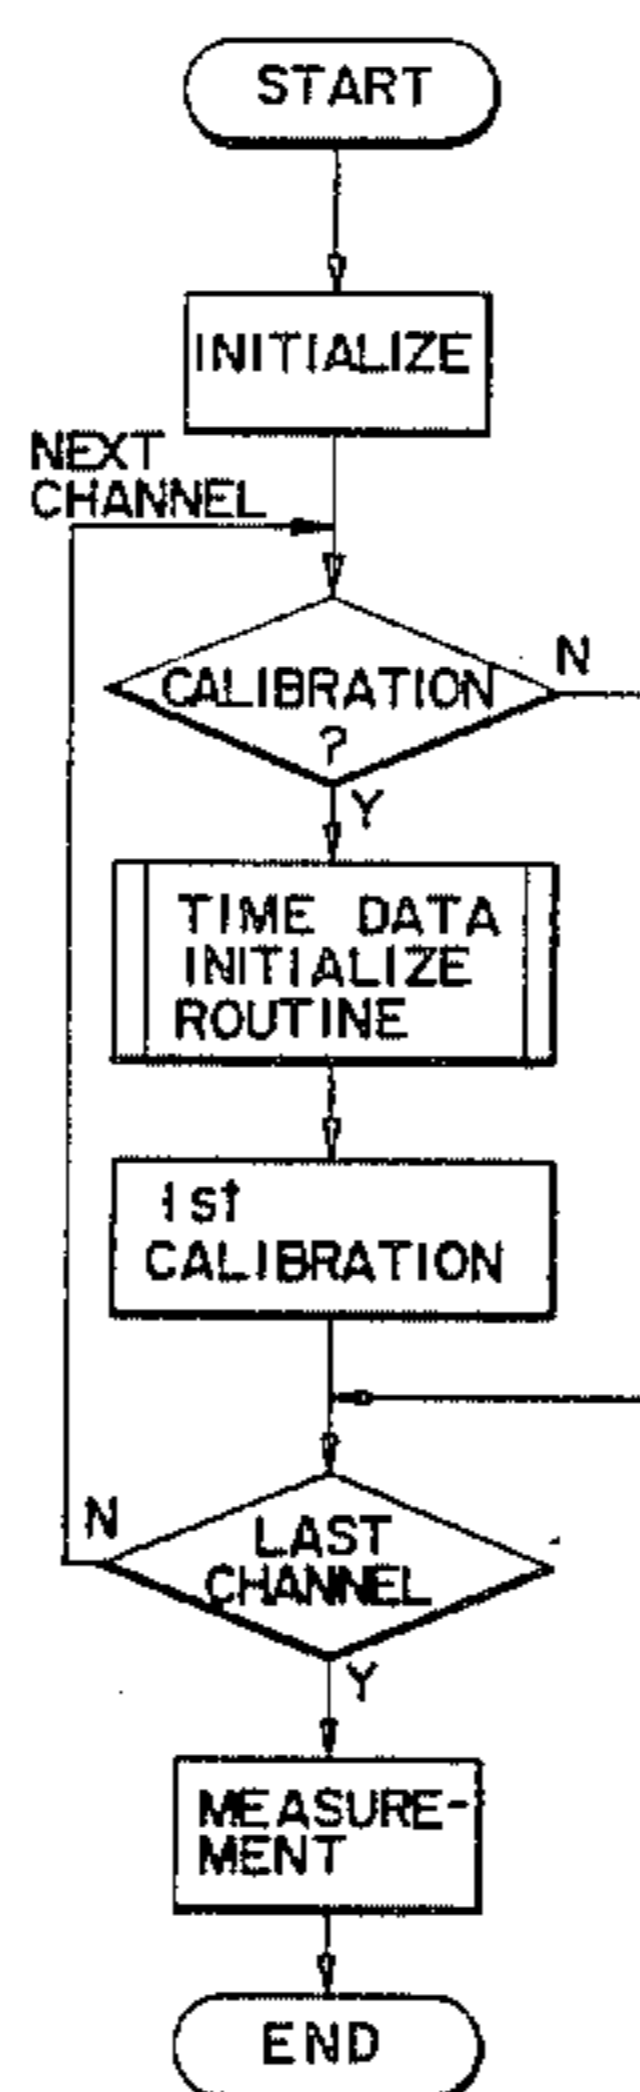 START
INITIALIZE
NEXT
CHANNEL
CALIBRATION
?
N
Y
TIME DATA
INITIALIZE
ROUTINE
1st
CALIBRATION
N
LAST
CHANNEL
Y
MEASURE-
MENT
END